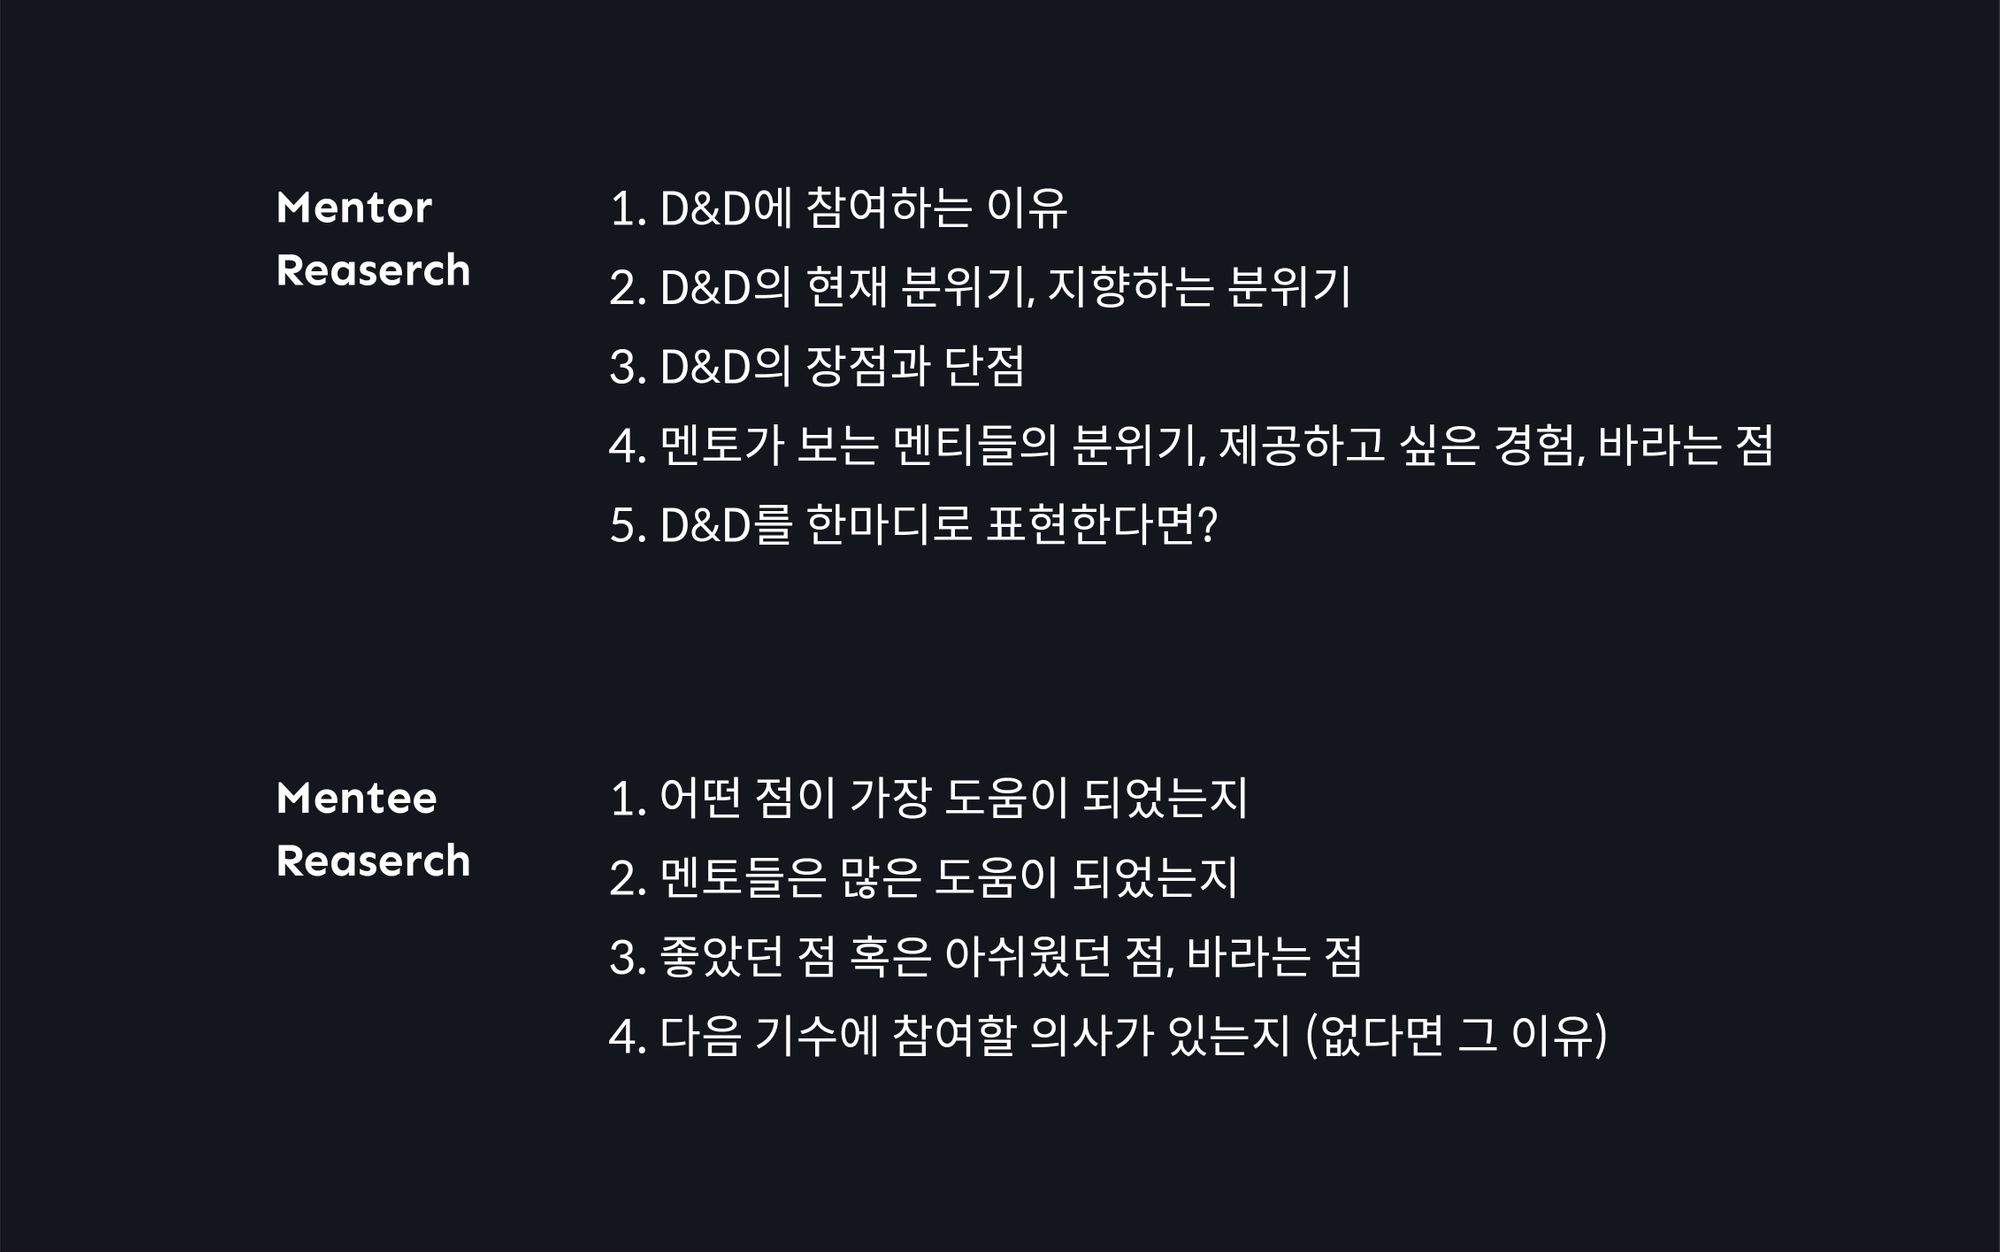 Mentor
Reaserch
1. D&D에 참여하는 이유
2. D&D의 현재 분위기, 지향하는 분위기
3. D&D의 장점과 단점
4. 멘토가 보는 멘티들의 분위기, 제공하고 싶은 경험, 바라는 점
5. D&D를 한마디로 표현한다면?
Mentee
Reaserch
1. 어떤 점이 가장 도움이 되었는지
2. 멘토들은 많은 도움이 되었는지
3. 좋았던 점 혹은 아쉬웠던 점, 바라는 점
4. 다음 기수에 참여할 의사가 있는지 (없다면 그 이유)